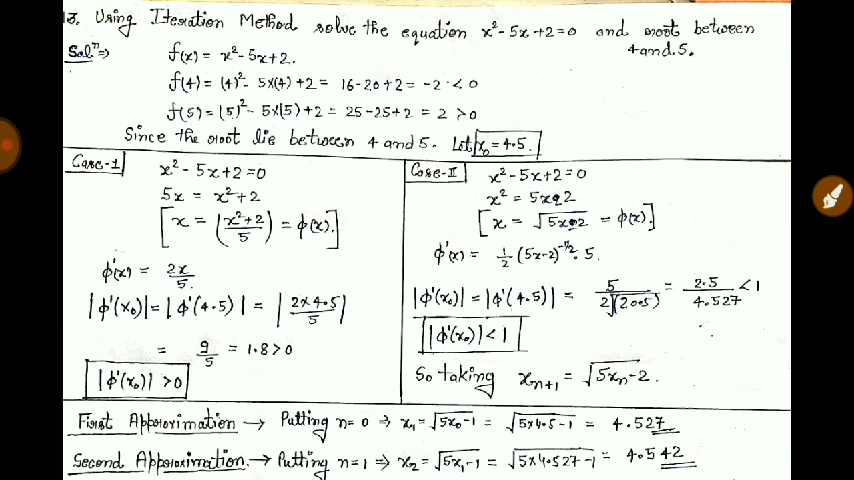 13. Using Iteration Method solve the equation x² - 5x + 2 = 0 and root between 4 and 5.
Solⁿ ⇒ f(x) = x² - 5x + 2.
f(4) = (4)² - 5×(4) + 2 = 16 - 20 + 2 = -2 < 0
f(5) = (5)² - 5×(5) + 2 = 25 - 25 + 2 = 2 > 0
Since the root lie between 4 and 5. Let x₀ = 4.5.
Case-I
x² - 5x + 2 = 0
5x = x² + 2
[x = (x² + 2 / 5) = φ(x).]
φ'(x) = 2x / 5.
|φ'(x₀)| = |φ'(4.5)| = |2×4.5 / 5|
= 9 / 5 = 1.8 > 0
|φ'(x₀)| > 0
Case-II
x² - 5x + 2 = 0
x² = 5x - 2
[x = √(5x - 2) = φ(x).]
φ'(x) = 1/2 (5x - 2)^(-1/2) · 5.
|φ'(x₀)| = |φ'(4.5)| = 5 / 2√(20.5) = 2.5 / 4.527 < 1
|φ'(x₀)| < 1
So taking xₙ₊₁ = √(5xₙ - 2).
First Approximation → Putting n = 0 ⇒ x₁ = √(5x₀ - 1) = √(5×4.5 - 1) = 4.527
Second Approximation → Putting n = 1 ⇒ x₂ = √(5x₁ - 1) = √(5×4.527 - 1) = 4.542